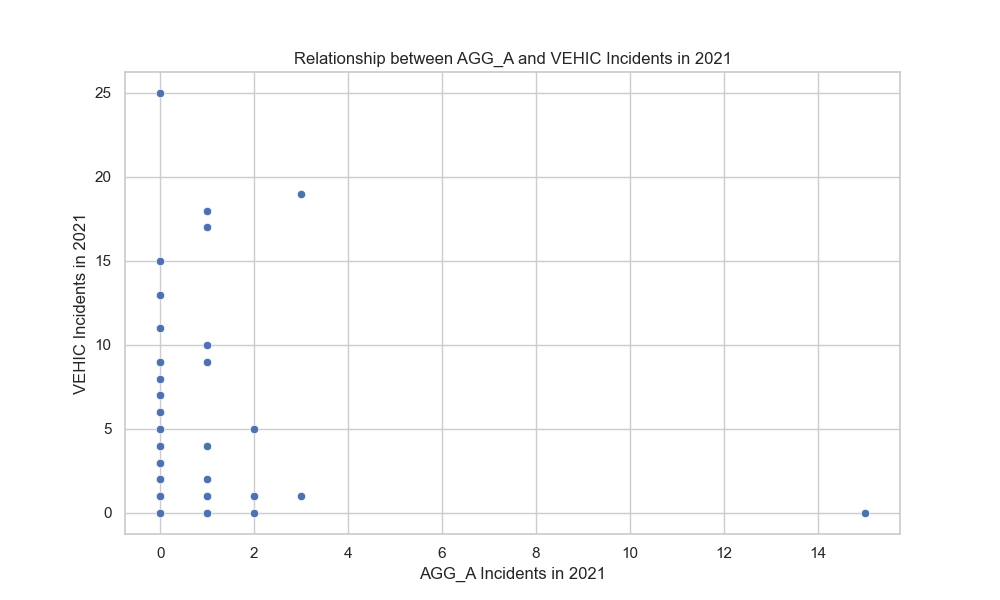 Relationship between AGG_A and VEHIC Incidents in 2021
VEHIC Incidents in 2021
25
20
15
10
5
0
0 2 4 6 8 10 12 14
AGG_A Incidents in 2021